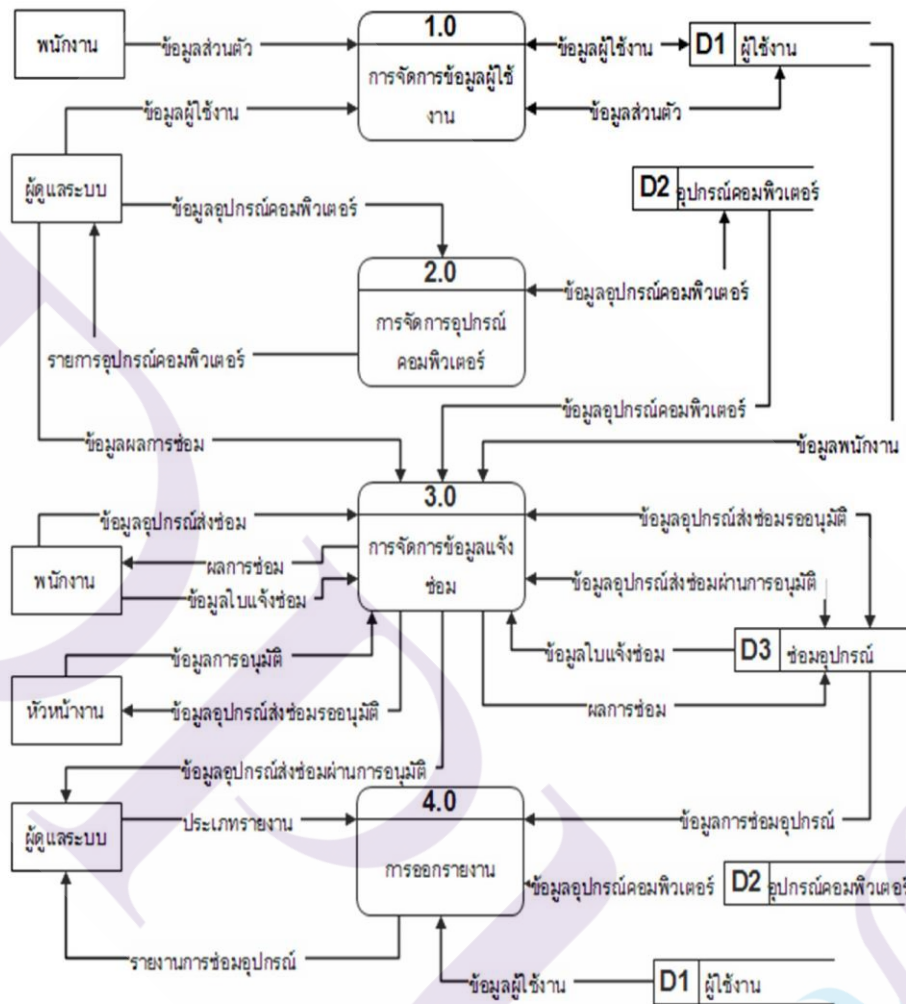 พนักงาน
ข้อมูลส่วนตัว
1.0
การจัดการข้อมูลผู้ใช้
งาน
ข้อมูลผู้ใช้งาน
D1 ผู้ใช้งาน
ข้อมูลผู้ใช้งาน
ข้อมูลส่วนตัว
ผู้ดูแลระบบ
ข้อมูลอุปกรณ์คอมพิวเตอร์
D2 อุปกรณ์คอมพิวเตอร์
2.0
การจัดการอุปกรณ์
คอมพิวเตอร์
ข้อมูลอุปกรณ์คอมพิวเตอร์
รายการอุปกรณ์คอมพิวเตอร์
ข้อมูลอุปกรณ์คอมพิวเตอร์
ข้อมูลผลการซ่อม
ข้อมูลพนักงาน
3.0
การจัดการข้อมูลแจ้ง
ซ่อม
ข้อมูลอุปกรณ์ส่งซ่อม
ข้อมูลอุปกรณ์ส่งซ่อมรออนุมัติ
ผลการซ่อม
พนักงาน
ข้อมูลใบแจ้งซ่อม
ข้อมูลอุปกรณ์ส่งซ่อมผ่านการอนุมัติ
ข้อมูลการอนุมัติ
ข้อมูลใบแจ้งซ่อม
D3 ซ่อมอุปกรณ์
หัวหน้างาน
ข้อมูลอุปกรณ์ส่งซ่อมรออนุมัติ
ผลการซ่อม
ข้อมูลอุปกรณ์ส่งซ่อมผ่านการอนุมัติ
4.0
การออกรายงาน
ผู้ดูแลระบบ
ประเภทรายงาน
ข้อมูลการซ่อมอุปกรณ์
ข้อมูลอุปกรณ์คอมพิวเตอร์
D2 อุปกรณ์คอมพิวเตอร์
รายงานการซ่อมอุปกรณ์
ข้อมูลผู้ใช้งาน
D1 ผู้ใช้งาน